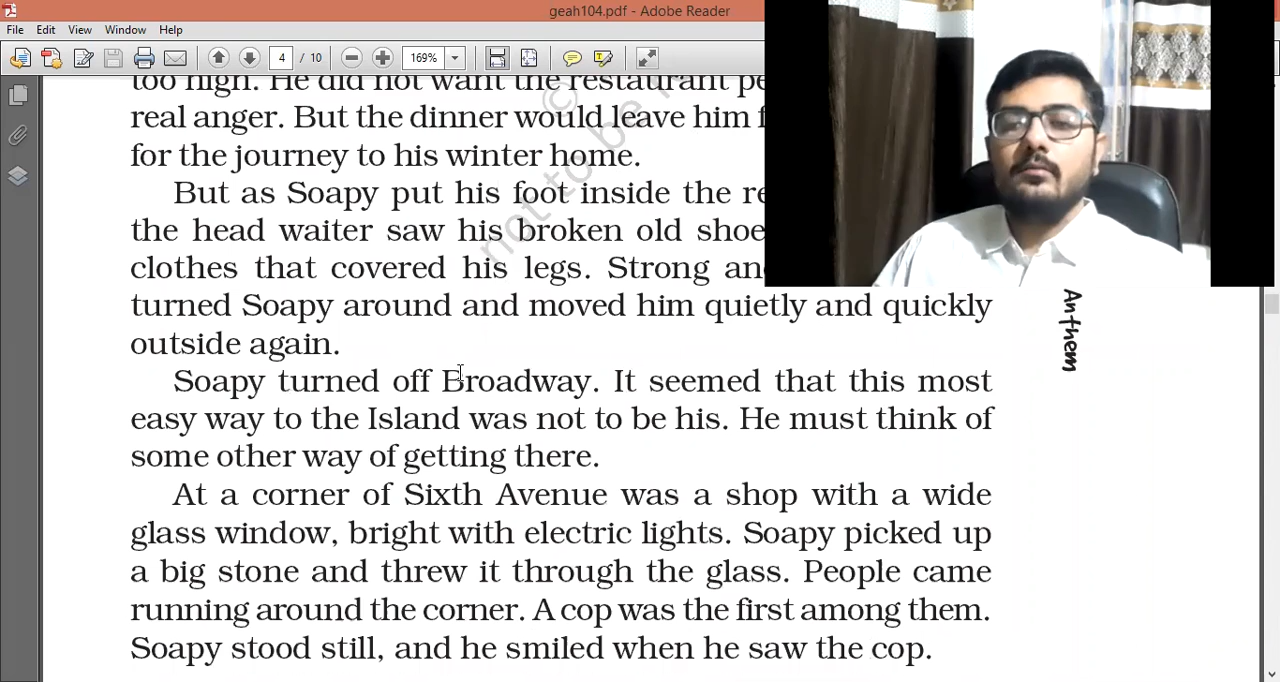 geah104.pdf - Adobe Reader
File Edit View Window Help
4 / 10 169%
too high. He did not want the restaurant
real anger. But the dinner would leave him
for the journey to his winter home.
But as Soapy put his foot inside the
the head waiter saw his broken old
clothes that covered his legs. Strong
turned Soapy around and moved him quietly and quickly
outside again.
Soapy turned off Broadway. It seemed that this most
easy way to the Island was not to be his. He must think of
some other way of getting there.
At a corner of Sixth Avenue was a shop with a wide
glass window, bright with electric lights. Soapy picked up
a big stone and threw it through the glass. People came
running around the corner. A cop was the first among them.
Soapy stood still, and he smiled when he saw the cop.
© not to be
Anthem